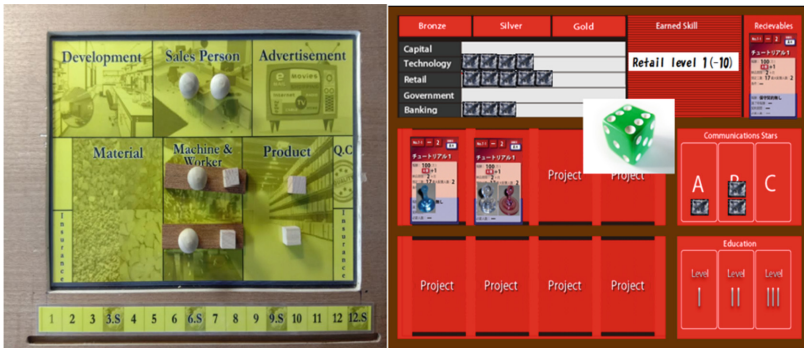 Development
Sales Person
Advertisement
movies
TV
Material
Machine &
Worker
Product
Q.C
Insurance
Insurance
1 2 3 3.S 4 5 6 6.S 7 8 9 9.S 10 11 12 12.S
Bronze
Silver
Gold
Earned Skill
Recievables
Capital
Technology
Retail
Government
Banking
Retail level 1(-10)
チュートリアル1
チュートリアル1
チュートリアル1
Project
Project
Communications Stars
A
B
C
Project
Project
Project
Project
Education
Level
I
Level
II
Level
III